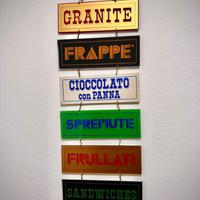 GRANITE
FRAPPE'
CIOCCOLATO
con PANNA
SPREMUTE
FRULLATI
SANDWICHES